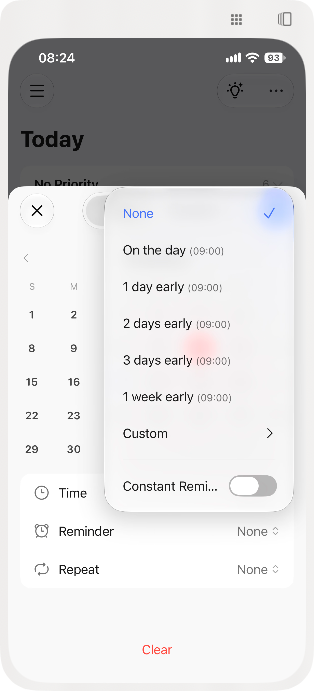 08:24
93
Today
No Priority
None
On the day (09:00)
1 day early (09:00)
2 days early (09:00)
3 days early (09:00)
1 week early (09:00)
Custom
Constant Remi...
S M
1 2
8 9
15 16
22 23
29 30
Time
Reminder None
Repeat None
Clear